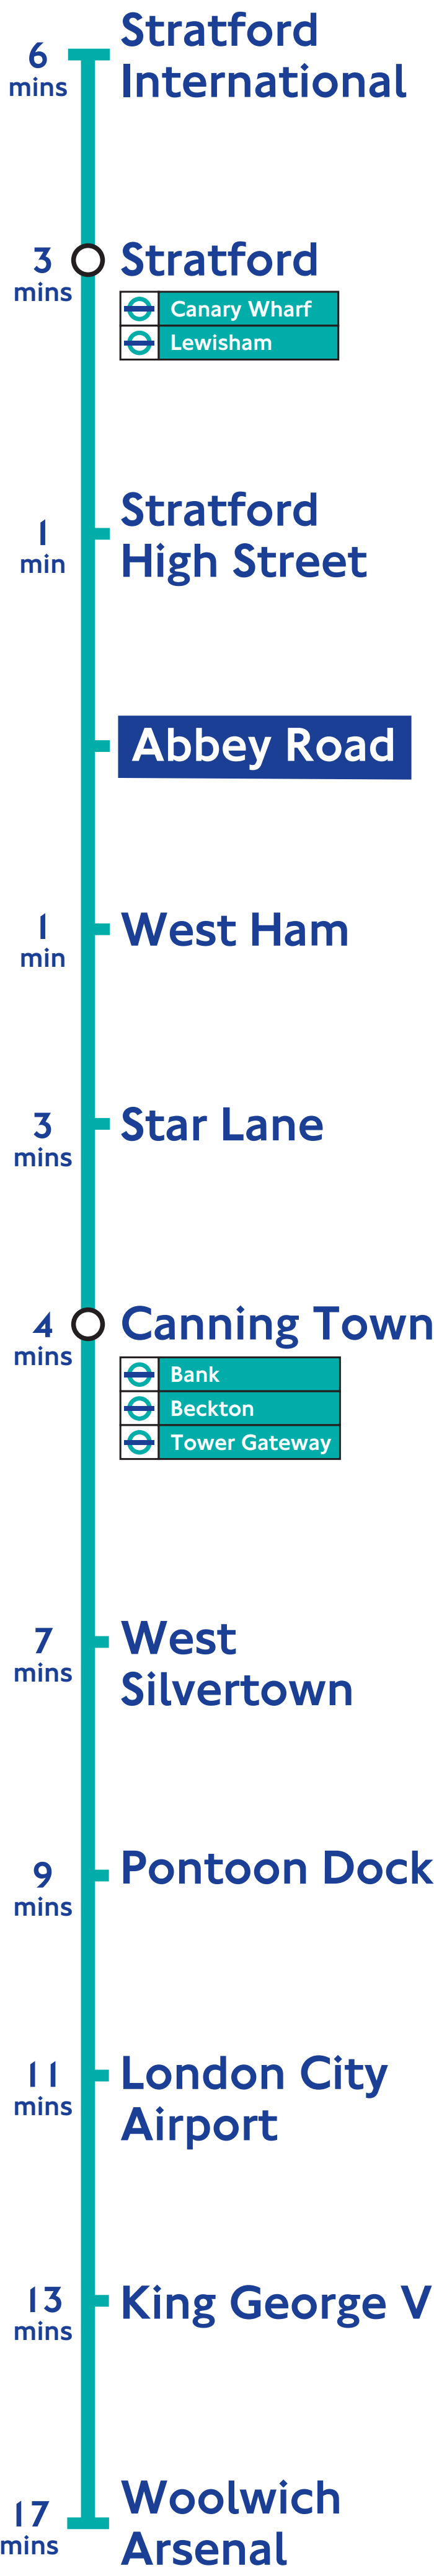 Stratford
International
6
mins
Stratford
3
mins
Canary Wharf
Lewisham
Stratford
High Street
1
min
Abbey Road
West Ham
1
min
Star Lane
3
mins
Canning Town
4
mins
Bank
Beckton
Tower Gateway
West
Silvertown
7
mins
Pontoon Dock
9
mins
London City
Airport
11
mins
King George V
13
mins
Woolwich
Arsenal
17
mins